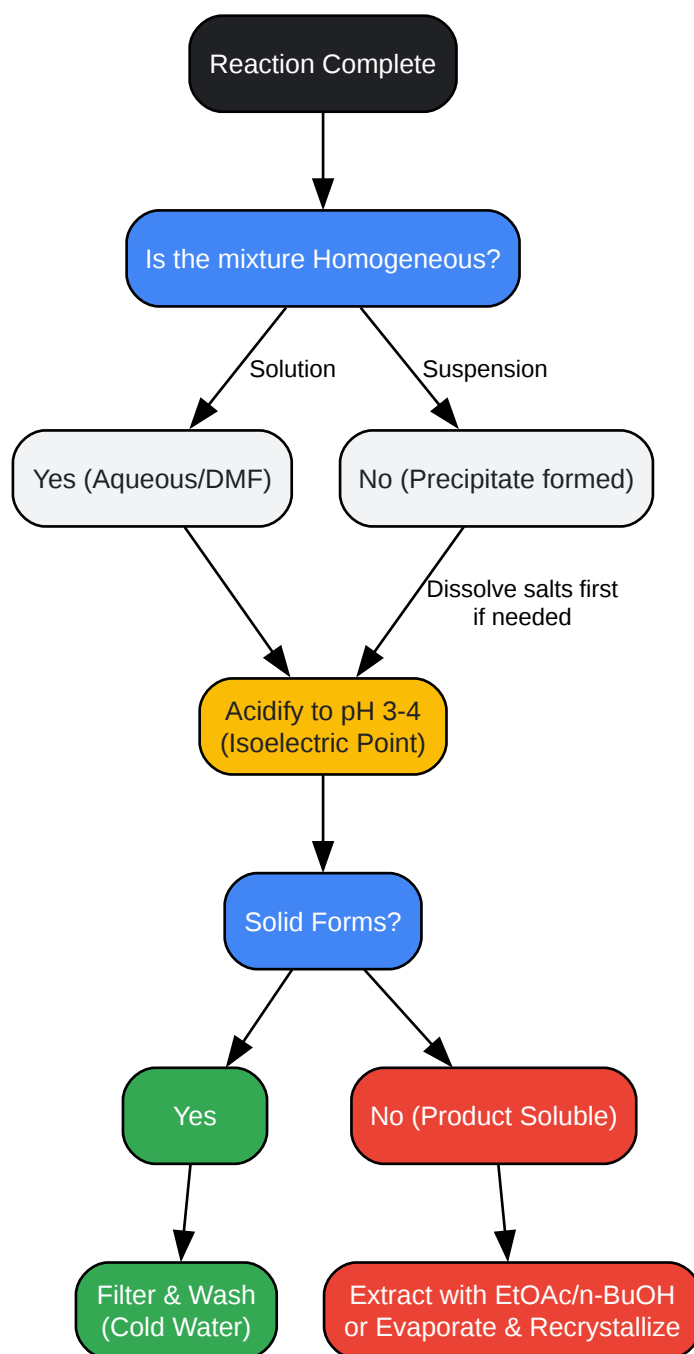 Reaction Complete
Is the mixture Homogeneous?
Solution
Suspension
Yes (Aqueous/DMF)
No (Precipitate formed)
Dissolve salts first
if needed
Acidify to pH 3-4
(Isoelectric Point)
Solid Forms?
Yes
No (Product Soluble)
Filter & Wash
(Cold Water)
Extract with EtOAc/n-BuOH
or Evaporate & Recrystallize